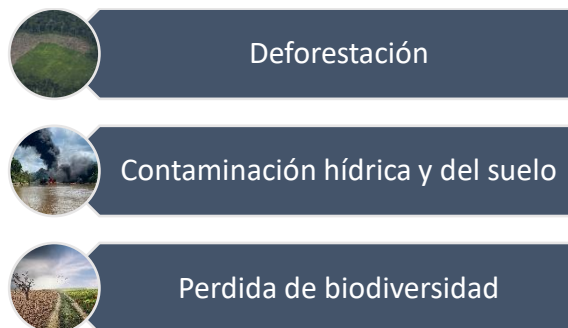 Deforestación
Contaminación hídrica y del suelo
Perdida de biodiversidad